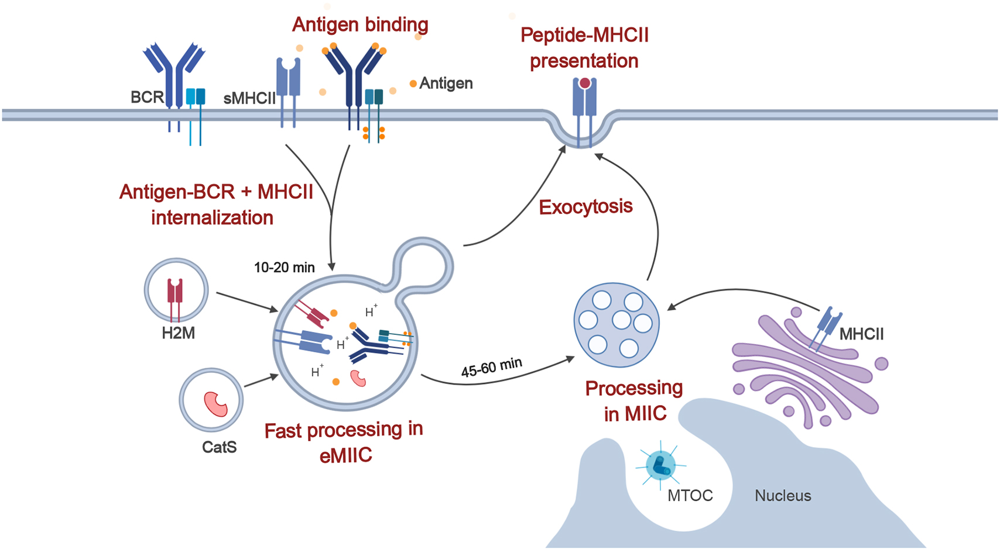 Antigen binding
Peptide-MHCII
presentation
Antigen
BCR
sMHCII
Antigen-BCR + MHCII
internalization
Exocytosis
10-20 min
H2M
H+
H+
H+
CatS
45-60 min
MHCII
Processing
in MIIC
Fast processing in
eMIIC
MTOC
Nucleus